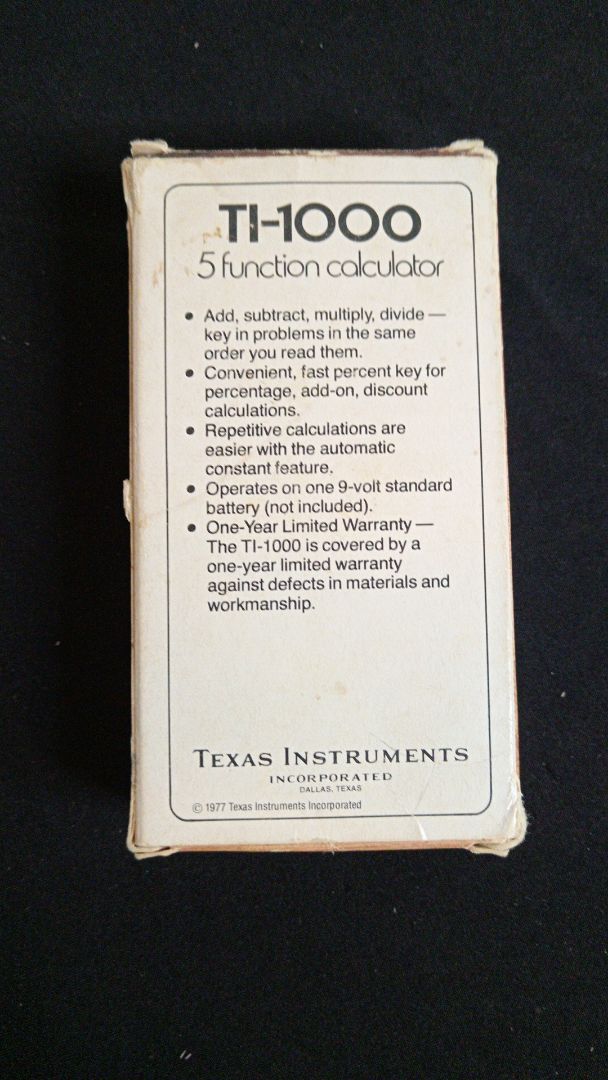 TI-1000
5 function calculator
• Add, subtract, multiply, divide —
key in problems in the same
order you read them.
• Convenient, fast percent key for
percentage, add-on, discount
calculations.
• Repetitive calculations are
easier with the automatic
constant feature.
• Operates on one 9-volt standard
battery (not included).
• One-Year Limited Warranty —
The TI-1000 is covered by a
one-year limited warranty
against defects in materials and
workmanship.
TEXAS INSTRUMENTS
INCORPORATED
DALLAS, TEXAS
© 1977 Texas Instruments Incorporated